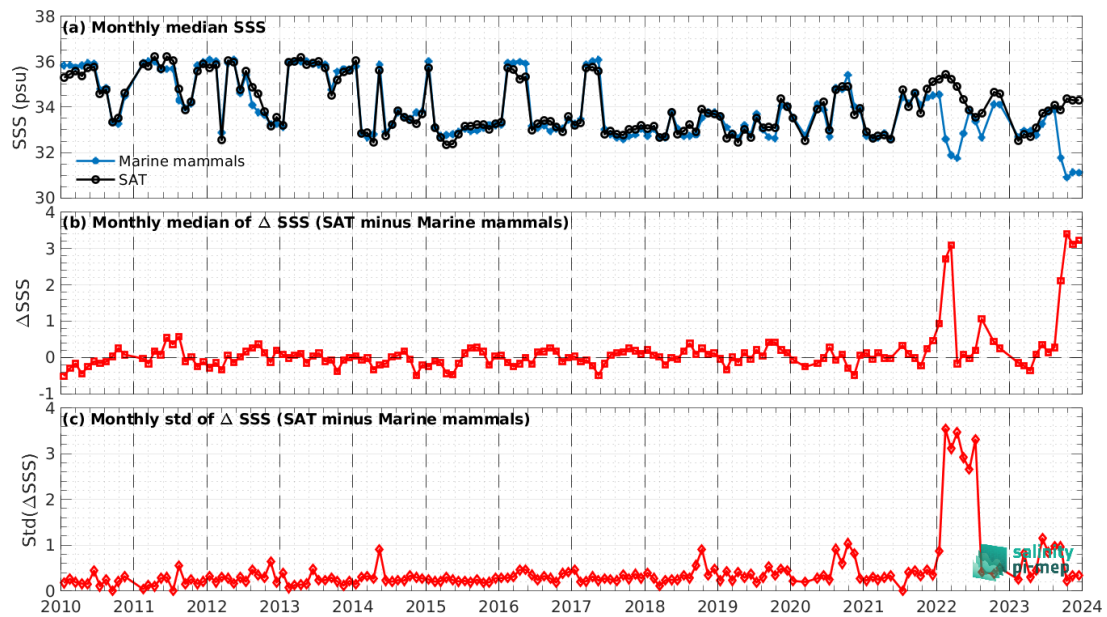 (a) Monthly median SSS
38
36
34
32
30
SSS (psu)
Marine mammals
SAT
(b) Monthly median of Δ SSS (SAT minus Marine mammals)
4
3
2
1
0
-1
ΔSSS
(c) Monthly std of Δ SSS (SAT minus Marine mammals)
4
3
2
1
0
Std(ΔSSS)
salinity
pi-mep
2010 2011 2012 2013 2014 2015 2016 2017 2018 2019 2020 2021 2022 2023 2024